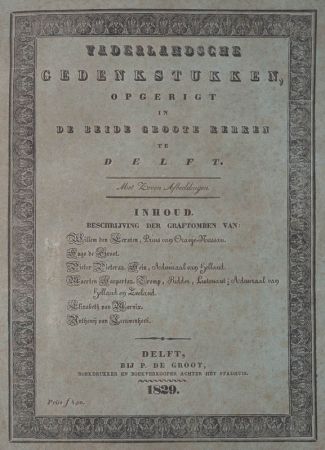 VADERLANDSCHE
GEDENKSTUKKEN,
OPGERIGT
IN
DE BEIDE GROOTE KERKEN
TE
DELFT.
Met Zeven Afbeeldingen.
INHOUD.
BESCHRIJVING DER GRAFTOMBEN VAN:
Willem den Eersten, Prins van Oranje-Nassau.
Hugo de Groot.
Pieter Pietersz. Hein, Admiraal van Holland.
Maerten Harpertsz. Tromp, Ridder, Luitenant-Admiraal van
Holland en Zeeland.
Elizabeth van Marnix.
Anthonij van Leeuwenhoek.
DELFT,
BIJ P. DE GROOT,
BOEKDRUKKER EN BOEKVERKOOPER ACHTER HET STADHUIS.
1829.
Prijs f